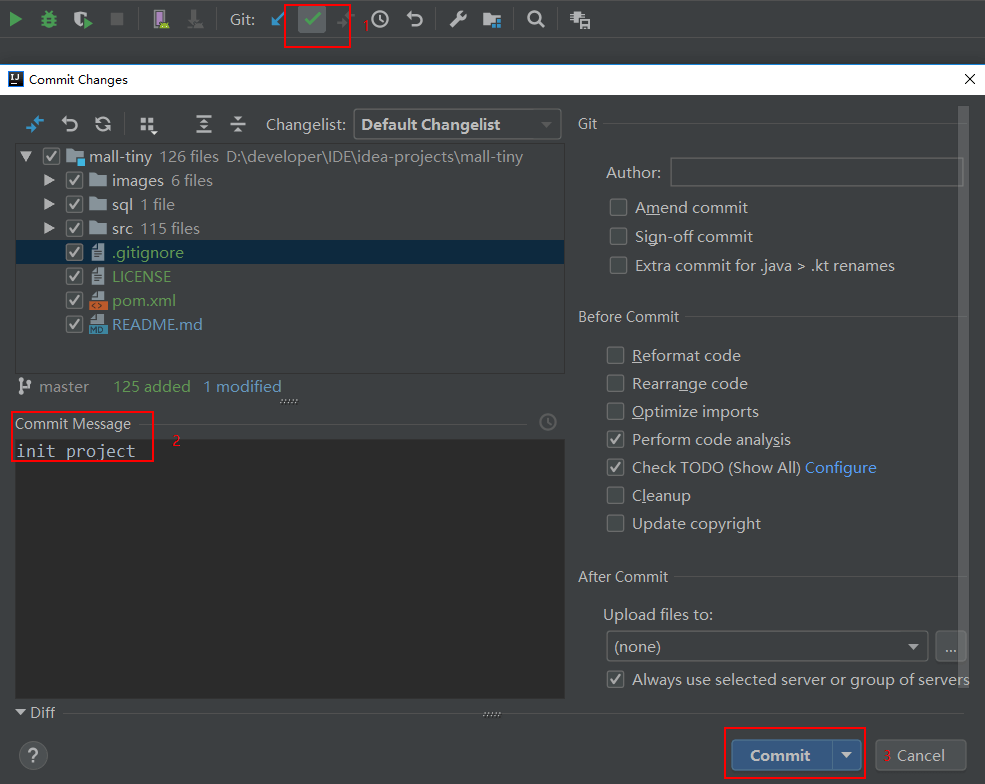 Git:
1
IJ
Commit Changes
Changelist: Default Changelist
mall-tiny 126 files D:\developer\IDE\idea-projects\mall-tiny
images 6 files
sql 1 file
src 115 files
.gitignore
LICENSE
pom.xml
MD README.md
master 125 added 1 modified
Commit Message
2
init project
Git
Author:
Amend commit
Sign-off commit
Extra commit for .java > .kt renames
Before Commit
Reformat code
Rearrange code
Optimize imports
Perform code analysis
Check TODO (Show All) Configure
Cleanup
Update copyright
After Commit
Upload files to:
(none)
...
Always use selected server or group of servers
Diff
?
Commit
3
Cancel